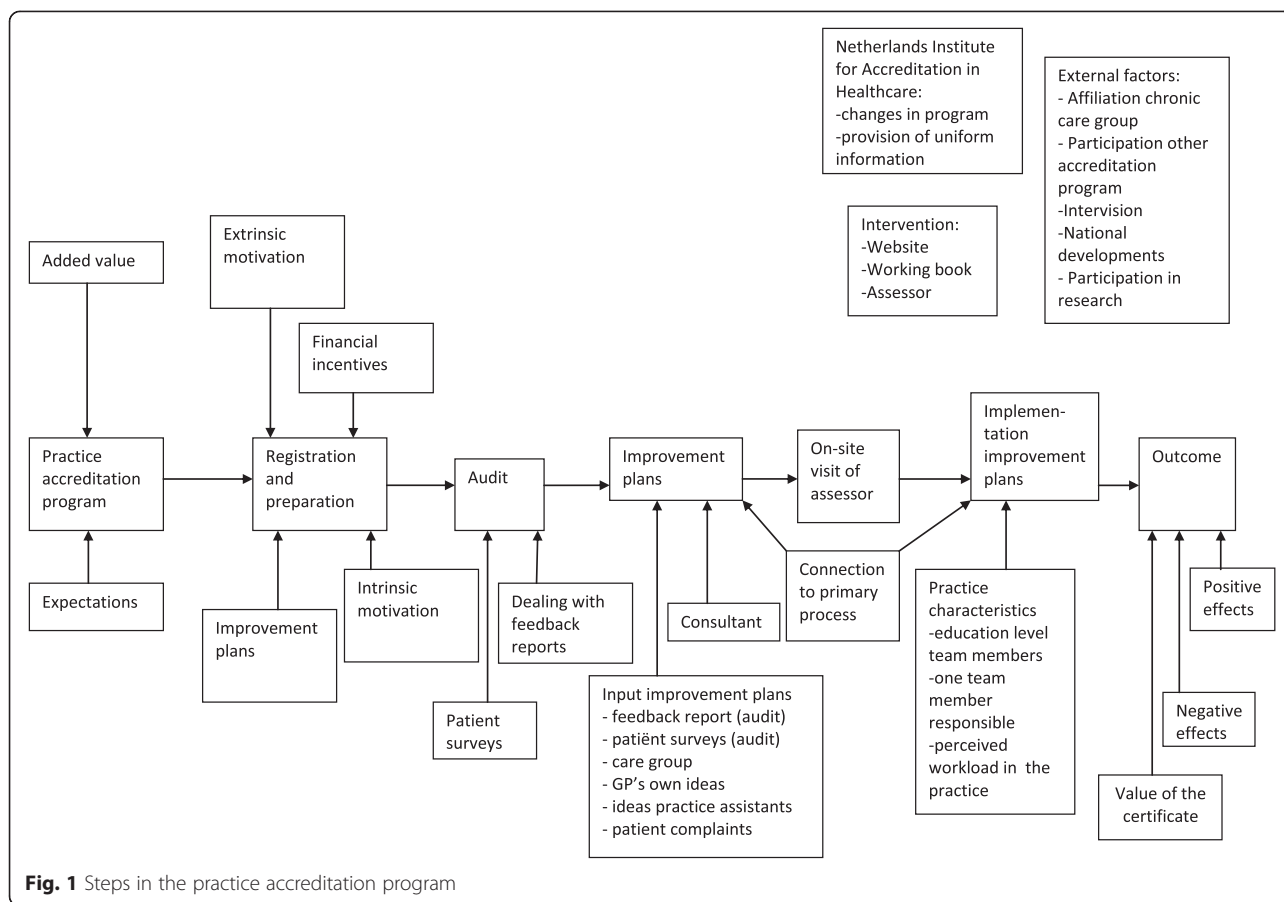 Netherlands Institute
for Accreditation in
Healthcare:
-changes in program
-provision of uniform
information
External factors:
- Affiliation chronic
care group
- Participation other
accreditation
program
-Intervision
-National
developments
- Participation in
research
Intervention:
-Website
-Working book
-Assessor
Added value
Extrinsic
motivation
Financial
incentives
Practice
accreditation
program
Registration
and
preparation
Audit
Improvement
plans
On-site
visit of
assessor
Implemen-
tation
improvement
plans
Outcome
Expectations
Improvement
plans
Intrinsic
motivation
Patient
surveys
Dealing with
feedback
reports
Input improvement plans
- feedback report (audit)
- patiënt surveys (audit)
- care group
- GP's own ideas
- ideas practice assistants
- patient complaints
Consultant
Connection
to primary
process
Practice
characteristics
-education level
team members
-one team
member
responsible
-perceived
workload in the
practice
Positive
effects
Negative
effects
Value of the
certificate
Fig. 1 Steps in the practice accreditation program